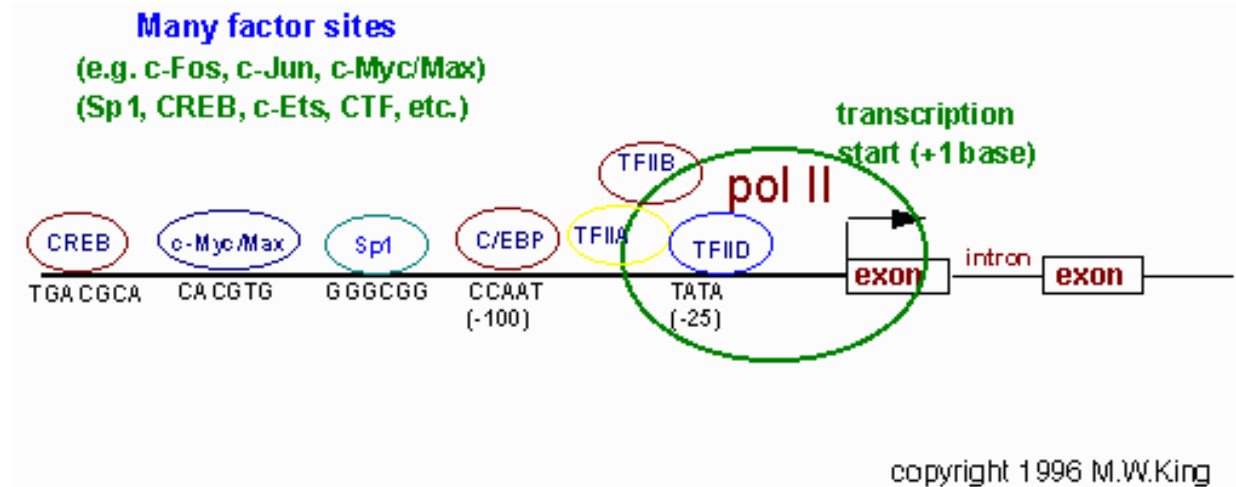 Many factor sites
(e.g. c-Fos, c-Jun, c-Myc/Max)
(Sp1, CREB, c-Ets, CTF, etc.)
transcription
start (+1 base)
TFIIB
pol II
CREB
c-Myc/Max
Sp1
C/EBP
TFIIA
TFIID
exon
intron
exon
TGACGCA
CACGTG
GGGCGG
CCAAT
(-100)
TATA
(-25)
copyright 1996 M.W.King